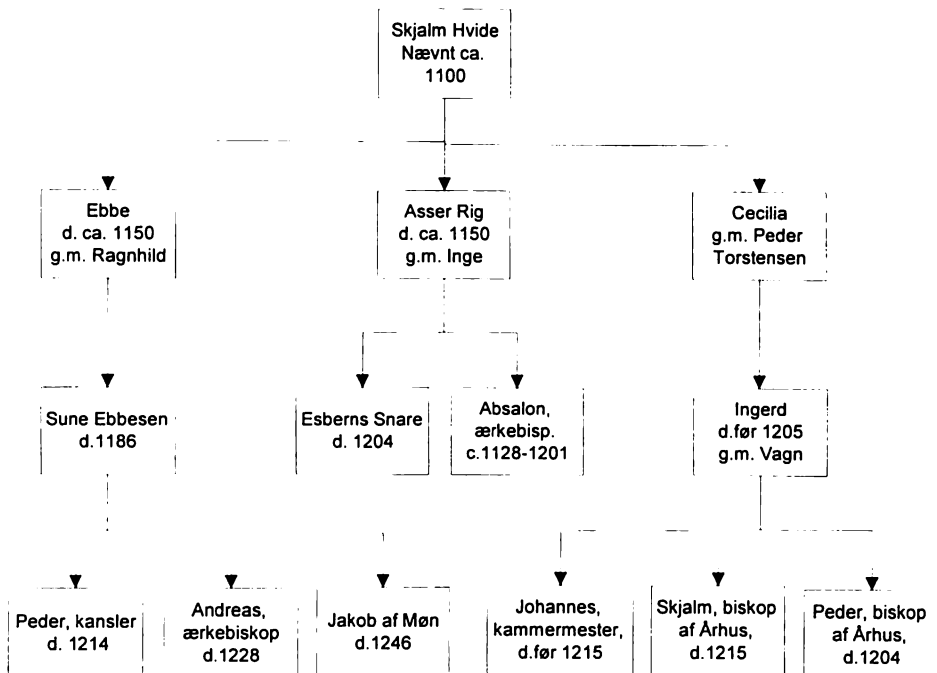 Skjalm Hvide
Nævnt ca.
1100
Ebbe
d. ca. 1150
g.m. Ragnhild
Asser Rig
d. ca. 1150
g.m. Inge
Cecilia
g.m. Peder
Torstensen
Sune Ebbesen
d.1186
Esberns Snare
d. 1204
Absalon,
ærkebisp.
c.1128-1201
Ingerd
d.før 1205
g.m. Vagn
Peder, kansler
d. 1214
Andreas,
ærkebiskop
d.1228
Jakob af Møn
d.1246
Johannes,
kammermester,
d.før 1215
Skjalm, biskop
af Århus,
d.1215
Peder, biskop
af Århus,
d.1204